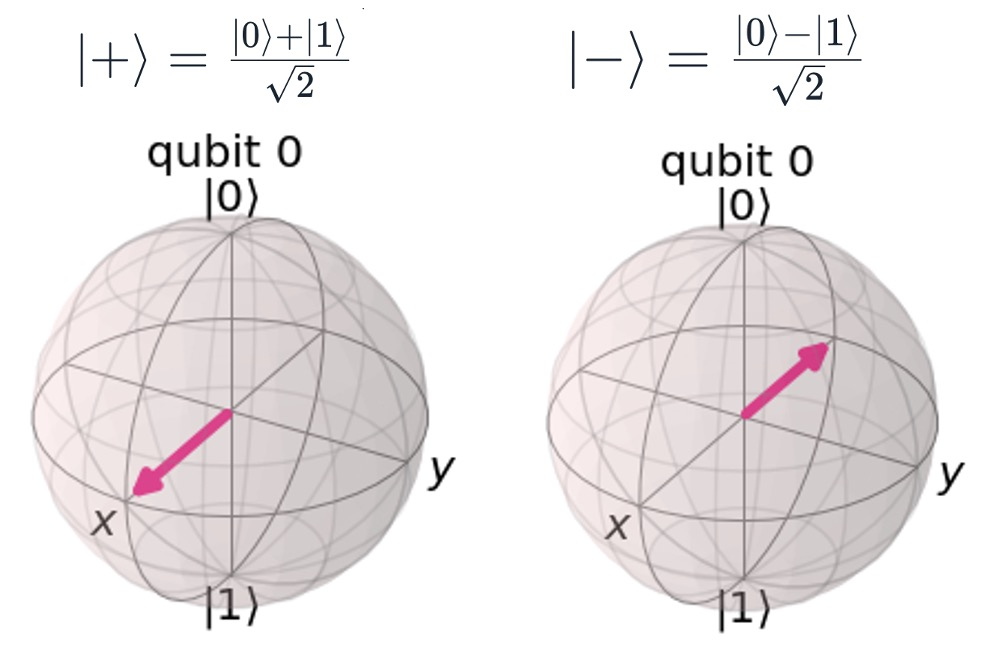 |+⟩ = |0⟩+|1⟩/√2
|−⟩ = |0⟩−|1⟩/√2
qubit 0
|0⟩
x
y
|1⟩
qubit 0
|0⟩
x
y
|1⟩